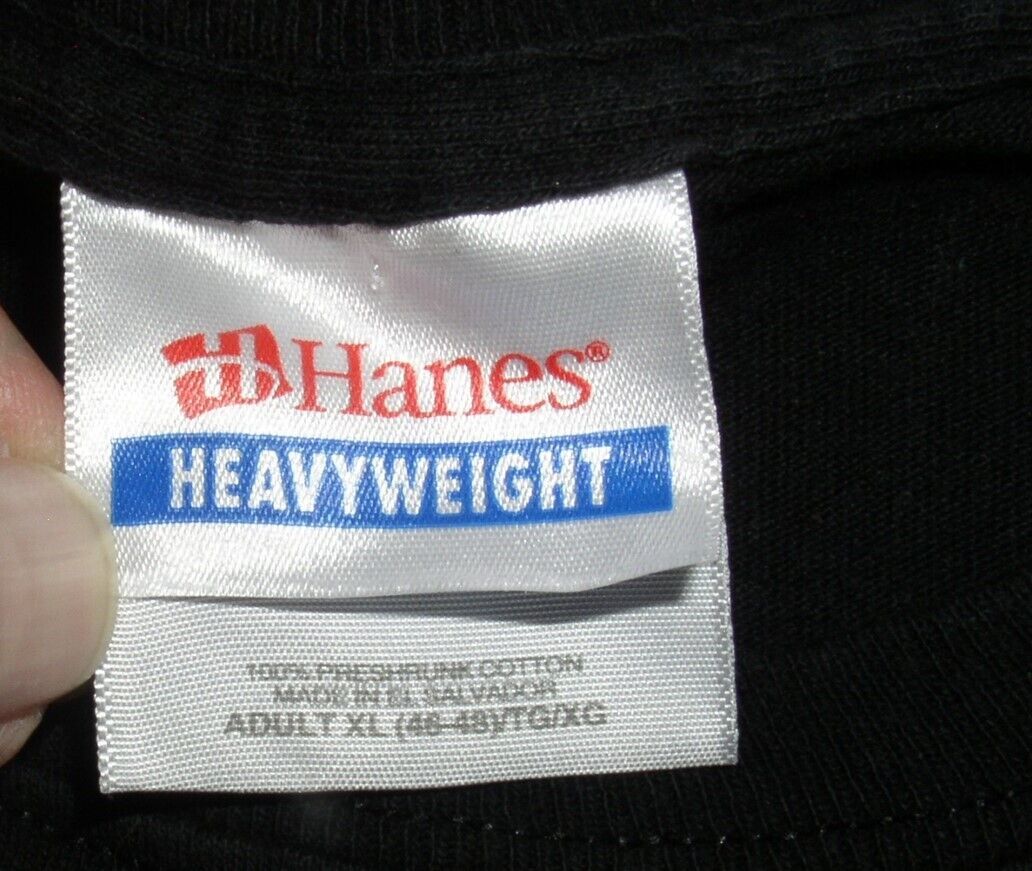 Hanes®
HEAVYWEIGHT
100% PRESHRUNK COTTON
MADE IN EL SALVADOR
ADULT XL (46-48)/TG/XG